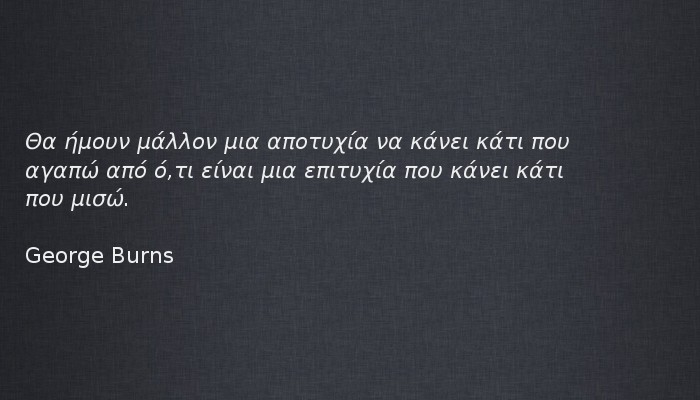 Θα ήμουν μάλλον μια αποτυχία να κάνει κάτι που
αγαπώ από ό,τι είναι μια επιτυχία που κάνει κάτι
που μισώ.
George Burns